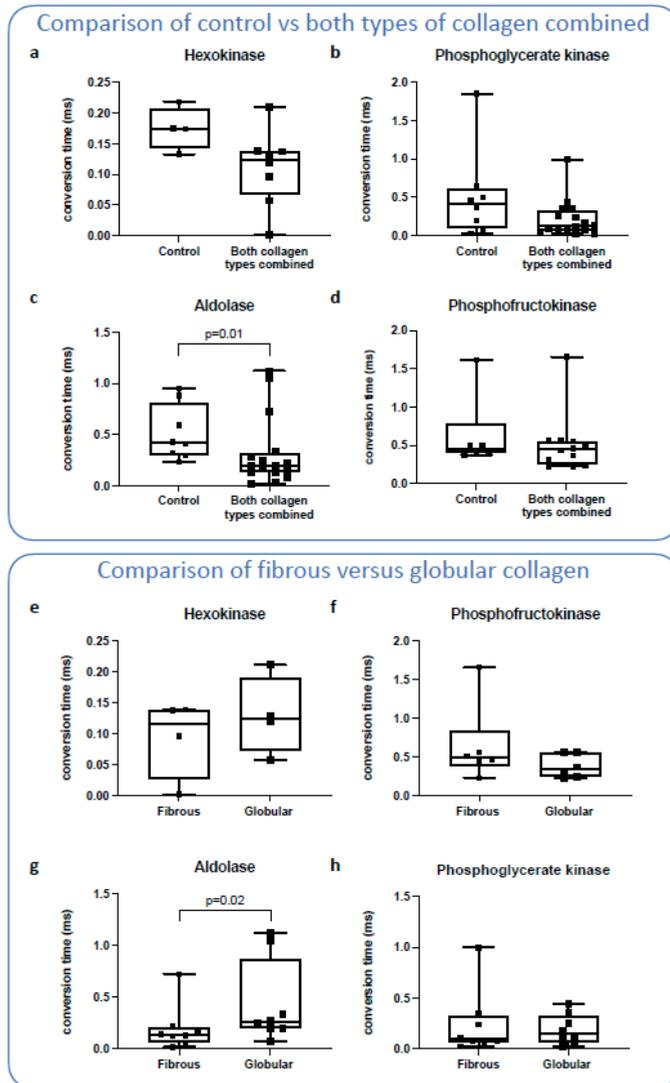 Comparison of control vs both types of collagen combined
a
Hexokinase
conversion time (ms)
0.25
0.20
0.15
0.10
0.05
0.00
Control
Both collagen
types combined
b
Phosphoglycerate kinase
conversion time (ms)
2.0
1.5
1.0
0.5
0.0
Control
Both collagen
types combined
c
Aldolase
conversion time (ms)
1.5
1.0
0.5
0.0
p=0.01
Control
Both collagen
types combined
d
Phosphofructokinase
conversion time (ms)
2.0
1.5
1.0
0.5
0.0
Control
Both collagen
types combined
Comparison of fibrous versus globular collagen
e
Hexokinase
conversion time (ms)
0.25
0.20
0.15
0.10
0.05
0.00
Fibrous
Globular
f
Phosphofructokinase
conversion time (ms)
2.0
1.5
1.0
0.5
0.0
Fibrous
Globular
g
Aldolase
conversion time (ms)
1.5
1.0
0.5
0.0
p=0.02
Fibrous
Globular
h
Phosphoglycerate kinase
conversion time (ms)
1.5
1.0
0.5
0.0
Fibrous
Globular